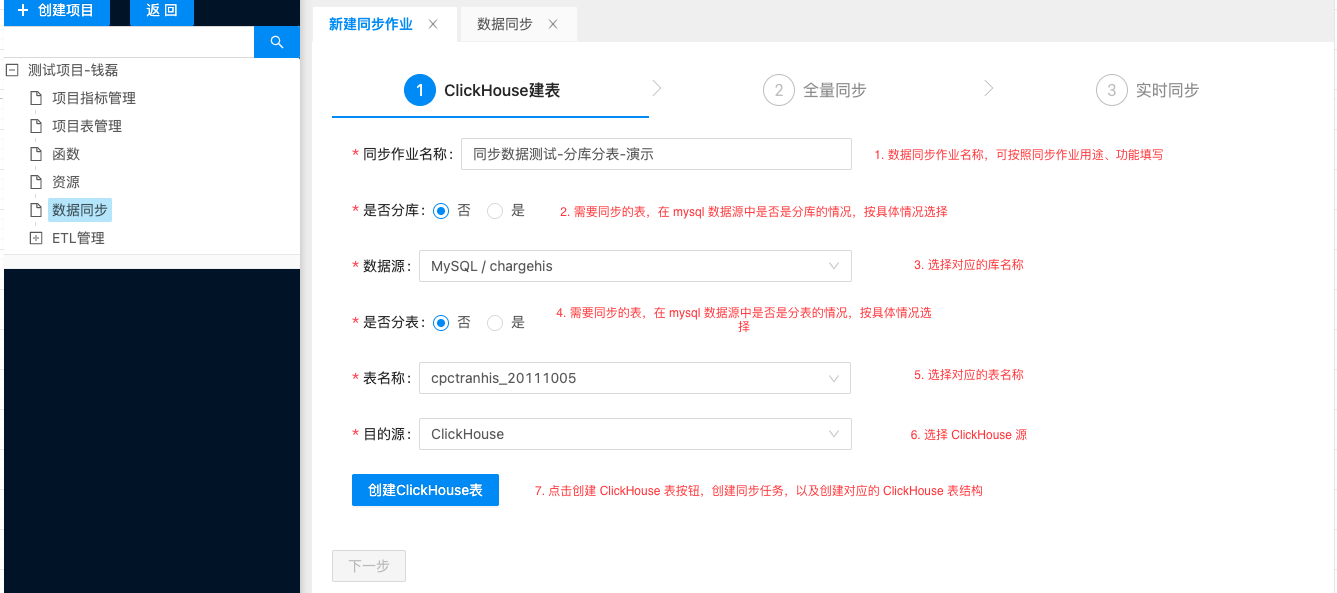 创建项目
返 回
测试项目-钱磊
项目指标管理
项目表管理
函数
资源
数据同步
ETL管理
新建同步作业
数据同步
1 ClickHouse建表
2 全量同步
3 实时同步
* 同步作业名称: 同步数据测试-分库分表-演示
1. 数据同步作业名称，可按照同步作业用途、功能填写
* 是否分库: 否 是
2. 需要同步的表，在 mysql 数据源中是否是分库的情况，按具体情况选择
* 数据源: MySQL / chargehis
3. 选择对应的库名称
* 是否分表: 否 是
4. 需要同步的表，在 mysql 数据源中是否是分表的情况，按具体情况选
择
* 表名称: cpctranhis_20111005
5. 选择对应的表名称
* 目的源: ClickHouse
6. 选择 ClickHouse 源
创建ClickHouse表
7. 点击创建 ClickHouse 表按钮，创建同步任务，以及创建对应的 ClickHouse 表结构
下一步